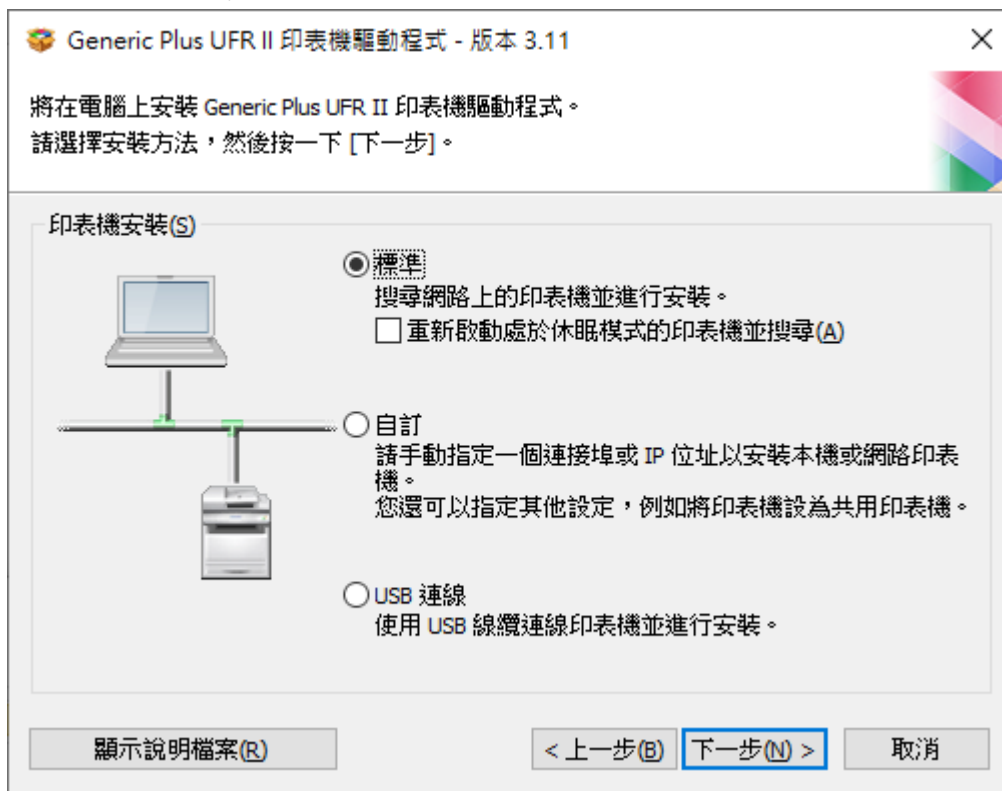 Generic Plus UFR II 印表機驅動程式 - 版本 3.11
將在電腦上安裝 Generic Plus UFR II 印表機驅動程式。
請選擇安裝方法，然後按一下 [下一步]。
印表機安裝(S)
標準
搜尋網路上的印表機並進行安裝。
重新啟動處於休眠模式的印表機並搜尋(A)
自訂
請手動指定一個連接埠或 IP 位址以安裝本機或網路印表
機。
您還可以指定其他設定，例如將印表機設為共用印表機。
USB 連線
使用 USB 線纜連線印表機並進行安裝。
顯示說明檔案(R)
< 上一步(B)
下一步(N) >
取消